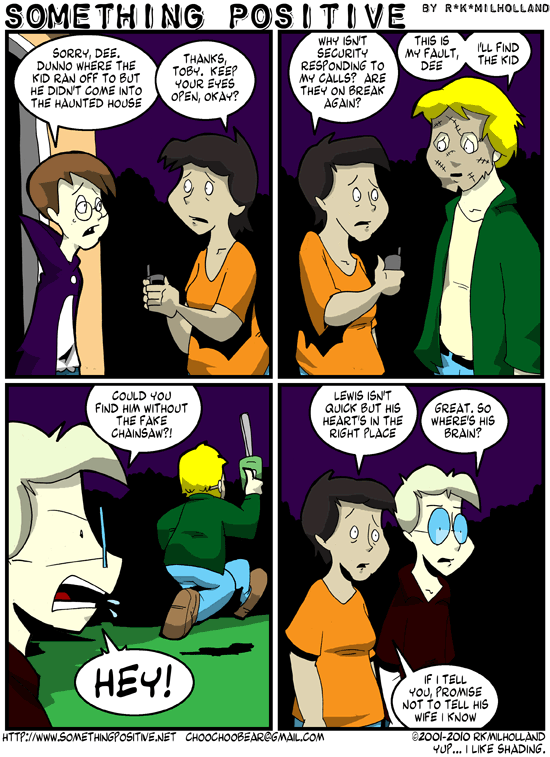 SOMETHING POSITIVE
BY R*K*MILHOLLAND
SORRY, DEE.
DUNNO WHERE THE
KID RAN OFF TO BUT
HE DIDN'T COME INTO
THE HAUNTED HOUSE
THANKS,
TOBY. KEEP
YOUR EYES
OPEN, OKAY?
WHY ISN'T
SECURITY
RESPONDING TO
MY CALLS? ARE
THEY ON BREAK
AGAIN?
THIS IS
MY FAULT,
DEE
I'LL FIND
THE KID
COULD YOU
FIND HIM WITHOUT
THE FAKE
CHAINSAW?!
HEY!
LEWIS ISN'T
QUICK BUT HIS
HEART'S IN THE
RIGHT PLACE
GREAT. SO
WHERE'S HIS
BRAIN?
IF I TELL
YOU, PROMISE
NOT TO TELL HIS
WIFE I KNOW
HTTP://WWW.SOMETHINGPOSITIVE.NET CHOOCHOOBEAR@GMAIL.COM
©2001-2010 RKMILHOLLAND
YUP... I LIKE SHADING.